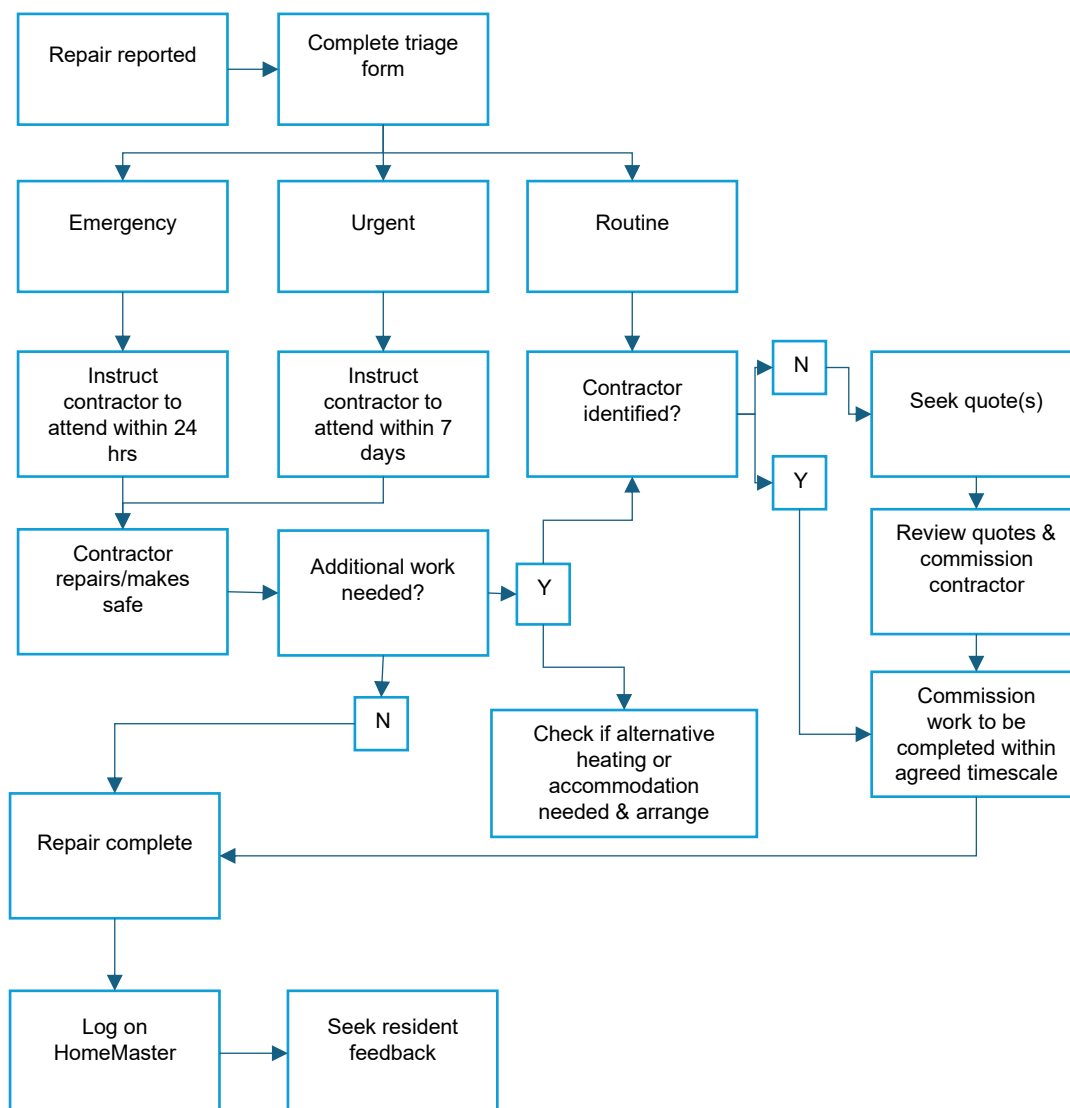 Repair reported
Complete triage
form
Emergency
Urgent
Routine
Instruct
contractor to
attend within 24
hrs
Instruct
contractor to
attend within 7
days
Contractor
identified?
N
Y
Seek quote(s)
Contractor
repairs/makes
safe
Additional work
needed?
Y
N
Review quotes &
commission
contractor
Check if alternative
heating or
accommodation
needed & arrange
Commission
work to be
completed within
agreed timescale
Repair complete
Log on
HomeMaster
Seek resident
feedback